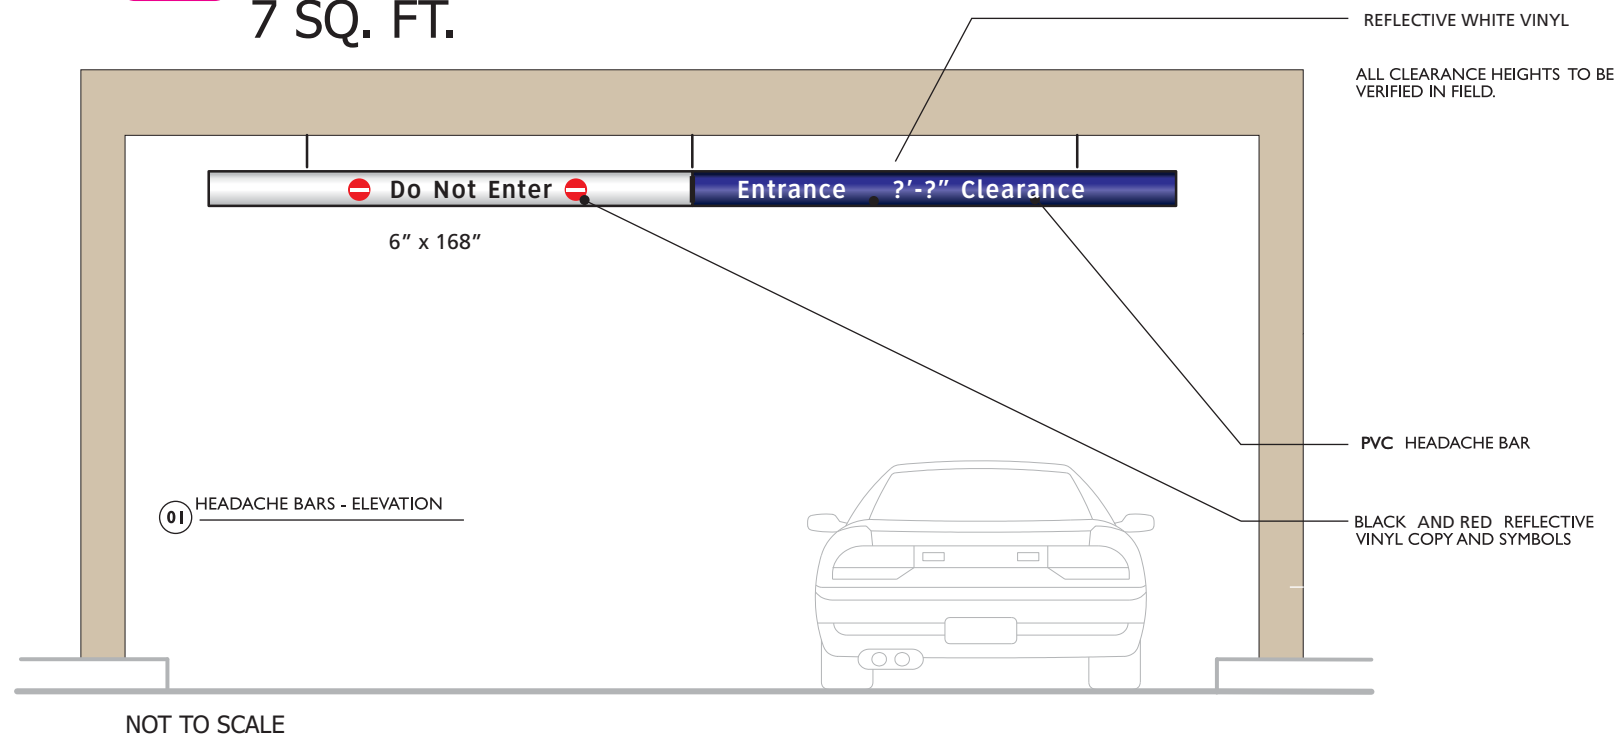 7 SQ. FT.
REFLECTIVE WHITE VINYL
ALL CLEARANCE HEIGHTS TO BE
VERIFIED IN FIELD.
Do Not Enter
Entrance ?'-?" Clearance
6" x 168"
PVC HEADACHE BAR
01 HEADACHE BARS - ELEVATION
BLACK AND RED REFLECTIVE
VINYL COPY AND SYMBOLS
NOT TO SCALE